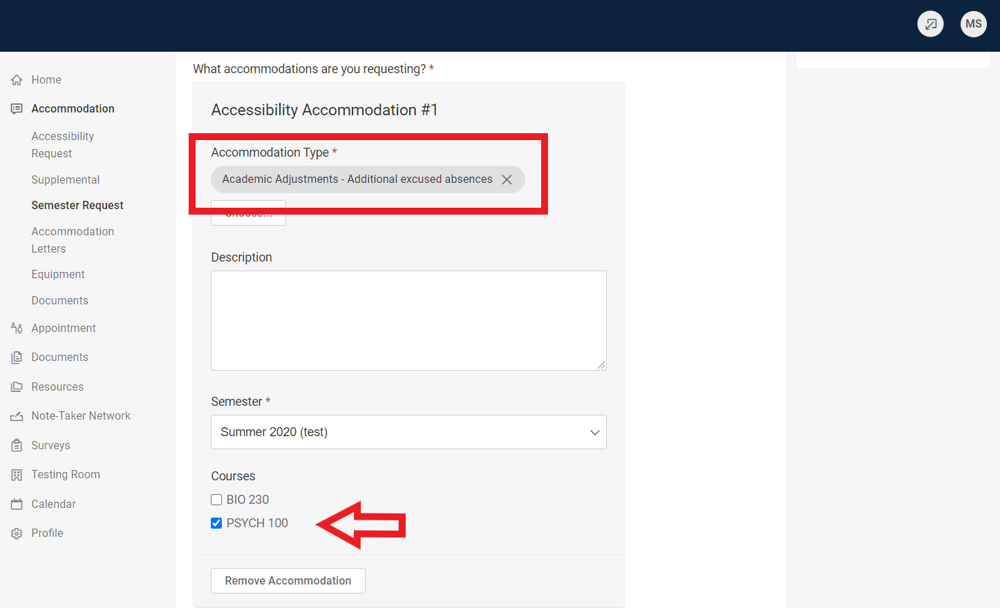 MS
Home
Accommodation
Accessibility
Request
Supplemental
Semester Request
Accommodation
Letters
Equipment
Documents
Appointment
Documents
Resources
Note-Taker Network
Surveys
Testing Room
Calendar
Profile
What accommodations are you requesting? *
Accessibility Accommodation #1
Accommodation Type *
Academic Adjustments - Additional excused absences
Choose...
Description
Semester *
Summer 2020 (test)
Courses
BIO 230
PSYCH 100
Remove Accommodation